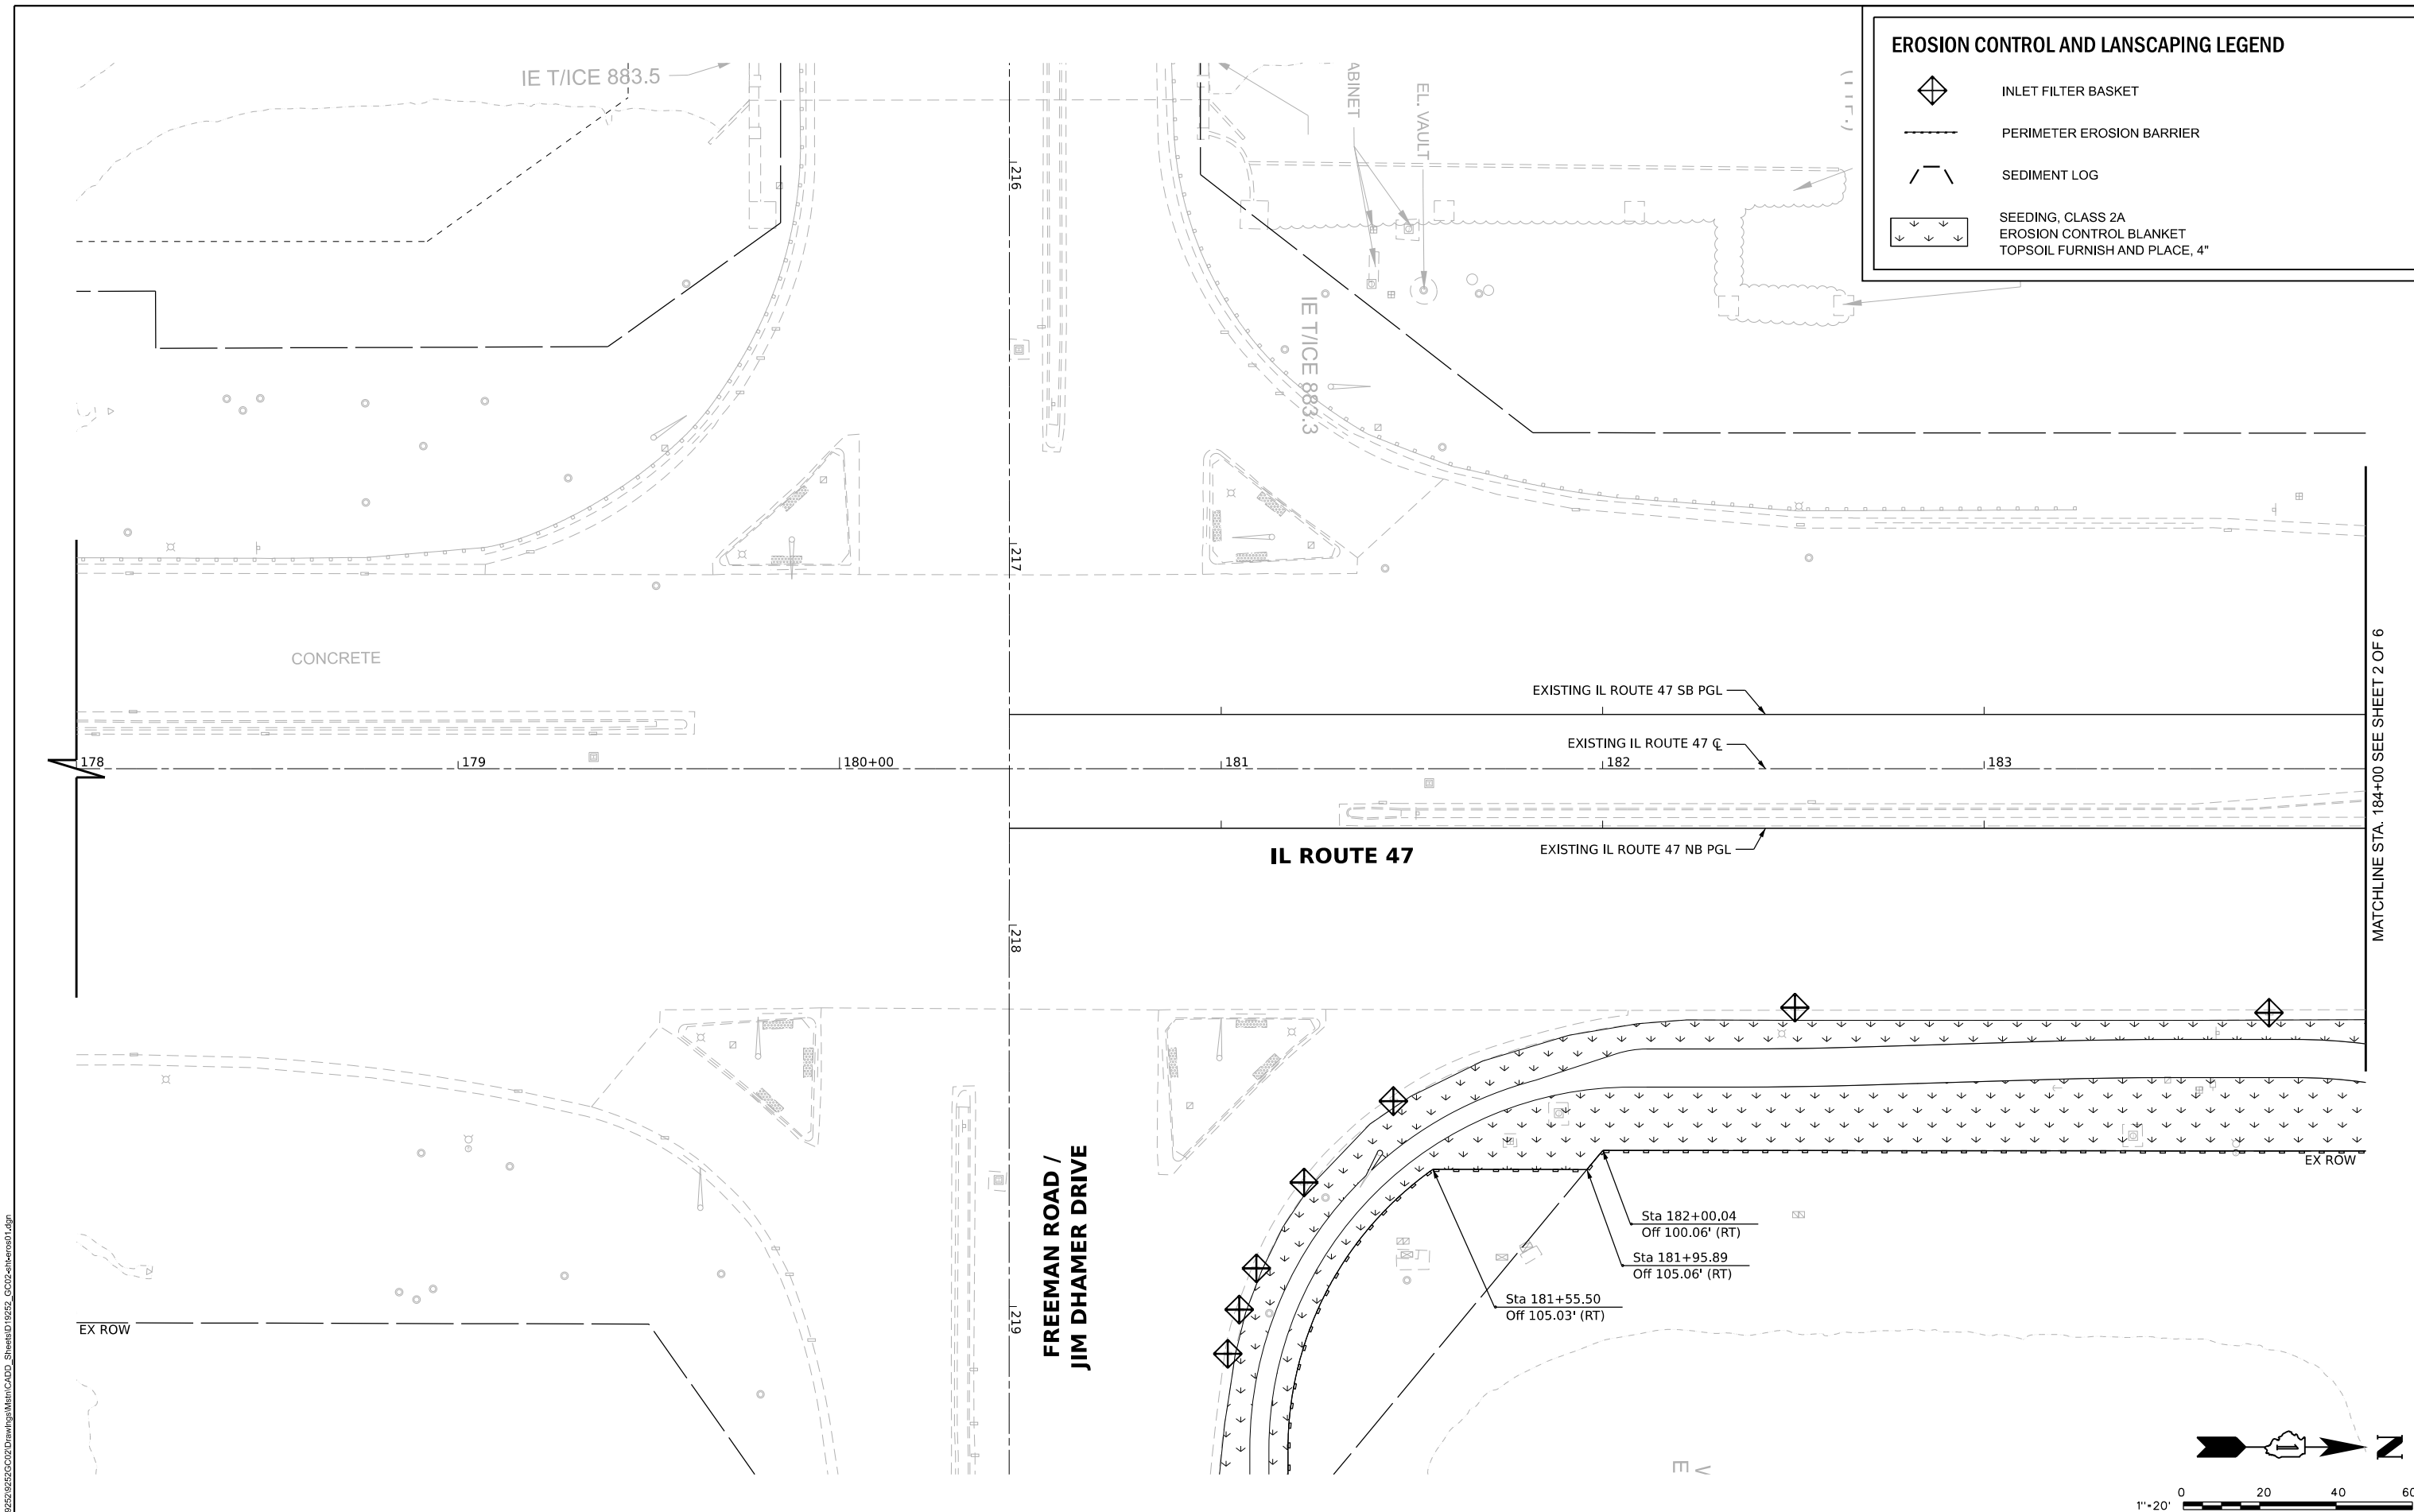 EROSION CONTROL AND LANSCAPING LEGEND
INLET FILTER BASKET
PERIMETER EROSION BARRIER
SEDIMENT LOG
SEEDING, CLASS 2A
EROSION CONTROL BLANKET
TOPSOIL FURNISH AND PLACE, 4"
IE T/ICE 883.5
ABINET
EL. VAULT
216
IE T/ICE 883.3
217
CONCRETE
EXISTING IL ROUTE 47 SB PGL
EXISTING IL ROUTE 47 ℄
178
179
180+00
181
182
183
MATCHLINE STA. 184+00 SEE SHEET 2 OF 6
IL ROUTE 47
EXISTING IL ROUTE 47 NB PGL
218
FREEMAN ROAD /
JIM DHAMER DRIVE
EX ROW
Sta 182+00.04
Off 100.06' (RT)
Sta 181+95.89
Off 105.06' (RT)
Sta 181+55.50
Off 105.03' (RT)
219
EX ROW
V
E
N
0 20 40 60
1"=20'